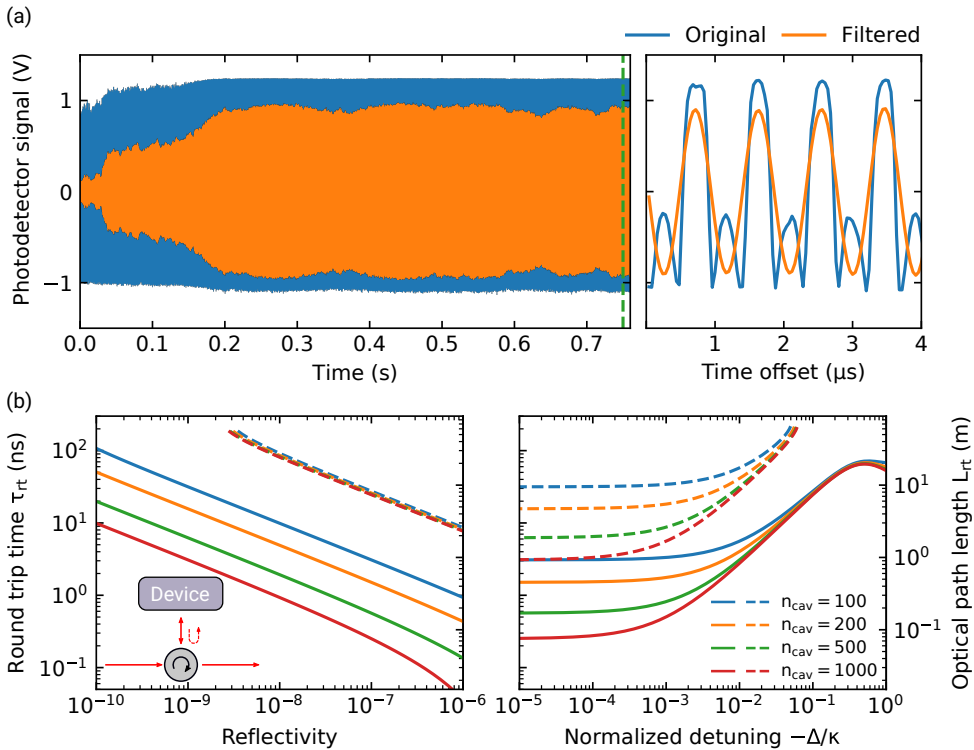 (a)
Original Filtered
Photodetector signal (V)
1
0
−1
0.0 0.1 0.2 0.3 0.4 0.5 0.6 0.7
Time (s)
1 2 3 4
Time offset (μs)
(b)
Round trip time τrt (ns)
10² 10¹ 10⁰ 10⁻¹
10⁻¹⁰ 10⁻⁹ 10⁻⁸ 10⁻⁷ 10⁻⁶
Reflectivity
Device
n_cav = 100
n_cav = 200
n_cav = 500
n_cav = 1000
10⁻⁵ 10⁻⁴ 10⁻³ 10⁻² 10⁻¹ 10⁰
Normalized detuning −Δ/κ
10¹ 10⁰ 10⁻¹
Optical path length Lrt (m)